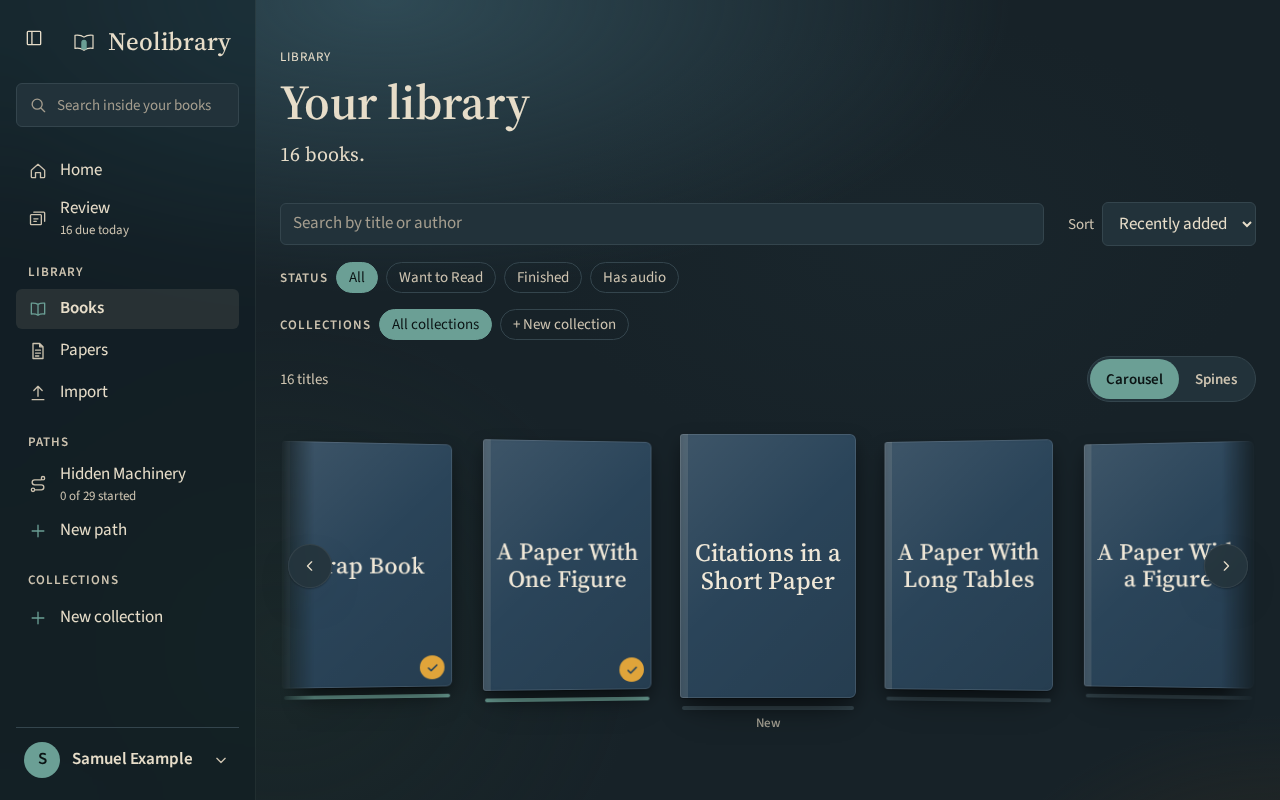 Neolibrary
Search inside your books
Home
Review
16 due today
LIBRARY
Books
Papers
Import
PATHS
Hidden Machinery
0 of 29 started
New path
COLLECTIONS
New collection
S
Samuel Example
LIBRARY
Your library
16 books.
Search by title or author
Sort
Recently added
STATUS
All
Want to Read
Finished
Has audio
COLLECTIONS
All collections
+ New collection
16 titles
Carousel
Spines
Book
A Paper With
One Figure
Citations in a
Short Paper
New
A Paper With
Long Tables
A Paper With
a Figure